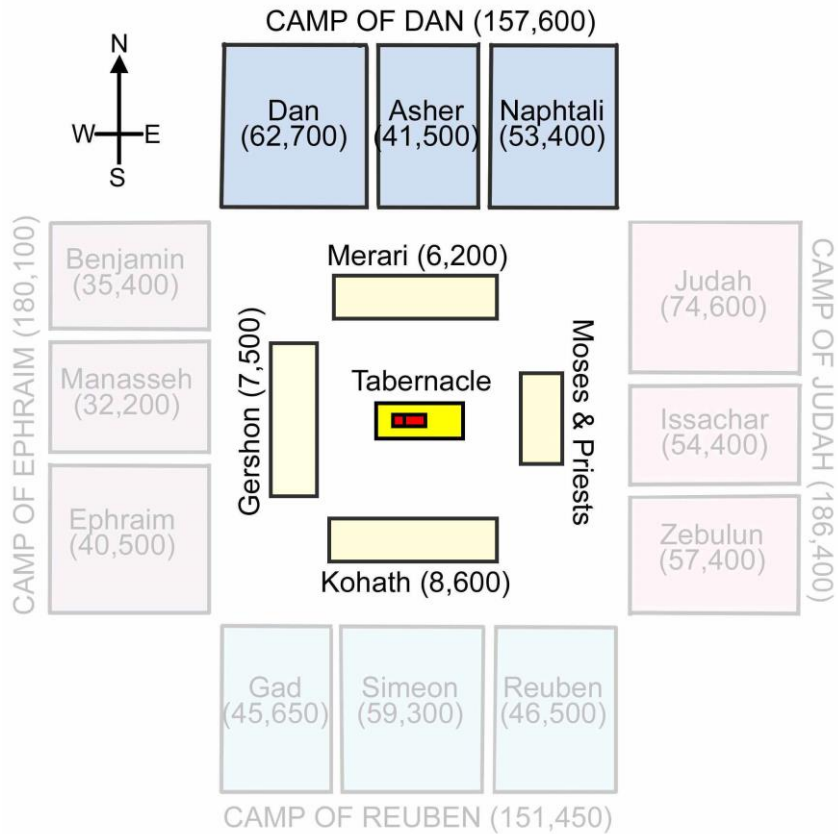 CAMP OF DAN (157,600)
N
W
E
S
Dan
(62,700)
Asher
(41,500)
Naphtali
(53,400)
CAMP OF EPHRAIM (180,100)
Benjamin
(35,400)
Manasseh
(32,200)
Ephraim
(40,500)
Merari (6,200)
Gershon (7,500)
Tabernacle
Moses & Priests
Kohath (8,600)
Judah
(74,600)
Issachar
(54,400)
Zebulun
(57,400)
CAMP OF JUDAH (186,400)
Gad
(45,650)
Simeon
(59,300)
Reuben
(46,500)
CAMP OF REUBEN (151,450)